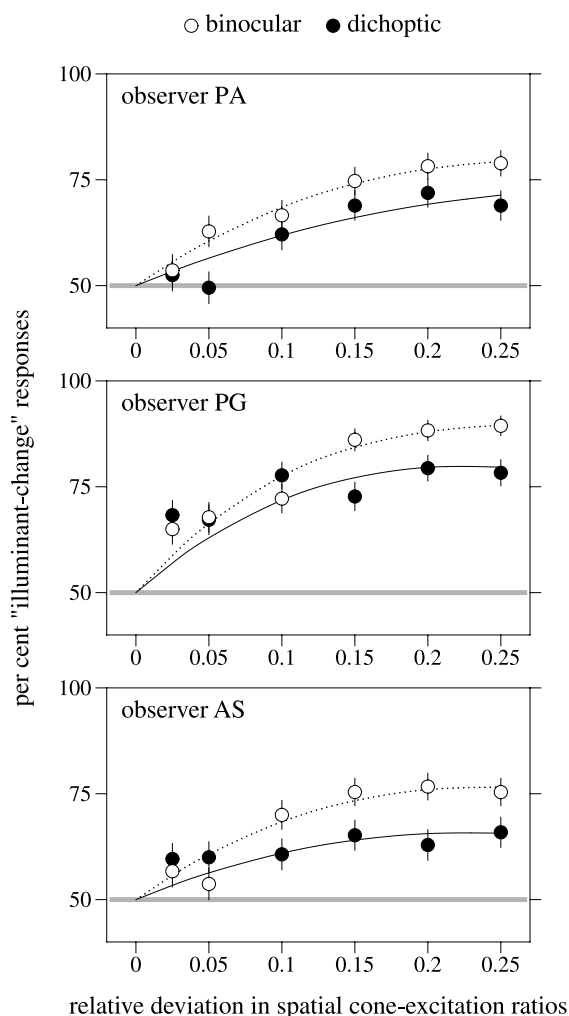 binocular dichoptic
100
observer PA
75
50
0 0.05 0.1 0.15 0.2 0.25
100
observer PG
75
50
0 0.05 0.1 0.15 0.2 0.25
100
observer AS
75
50
0 0.05 0.1 0.15 0.2 0.25
per cent "illuminant-change" responses
relative deviation in spatial cone-excitation ratios